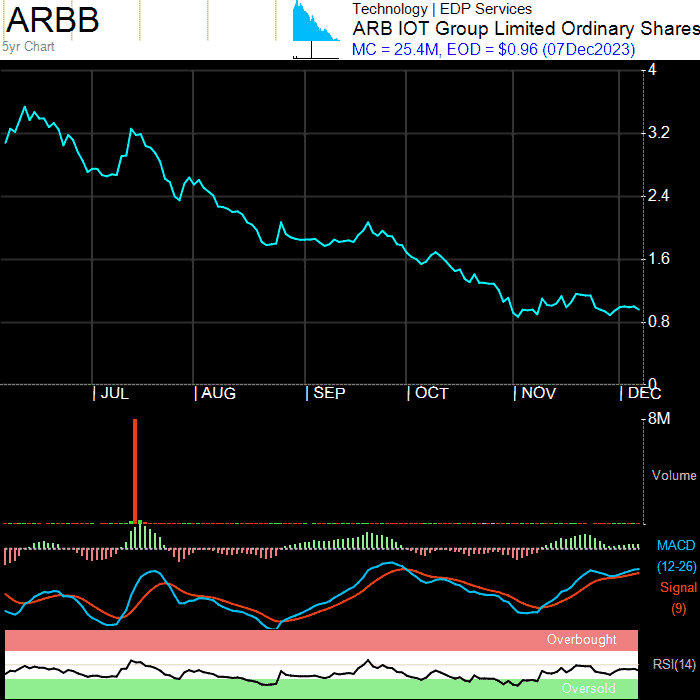 ARBB
5yr Chart
Technology | EDP Services
ARB IOT Group Limited Ordinary Shares
MC = 25.4M, EOD = $0.96 (07Dec2023)
4
3.2
2.4
1.6
0.8
0
| JUL | AUG | SEP | OCT | NOV | DEC
8M
Volume
MACD
(12-26)
Signal
(9)
Overbought
RSI(14)
Oversold